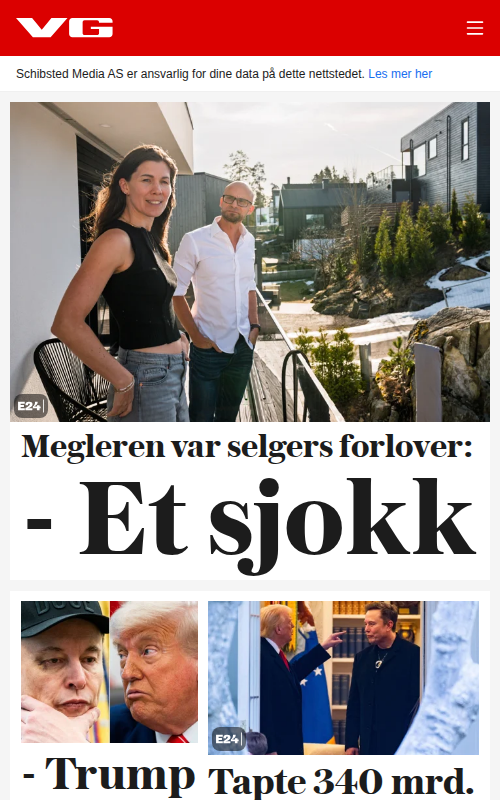 VG
Schibsted Media AS er ansvarlig for dine data på dette nettstedet. Les mer her
E24
Megleren var selgers forlover:
- Et sjokk
DOGE
E24
- Trump
Tapte 340 mrd.